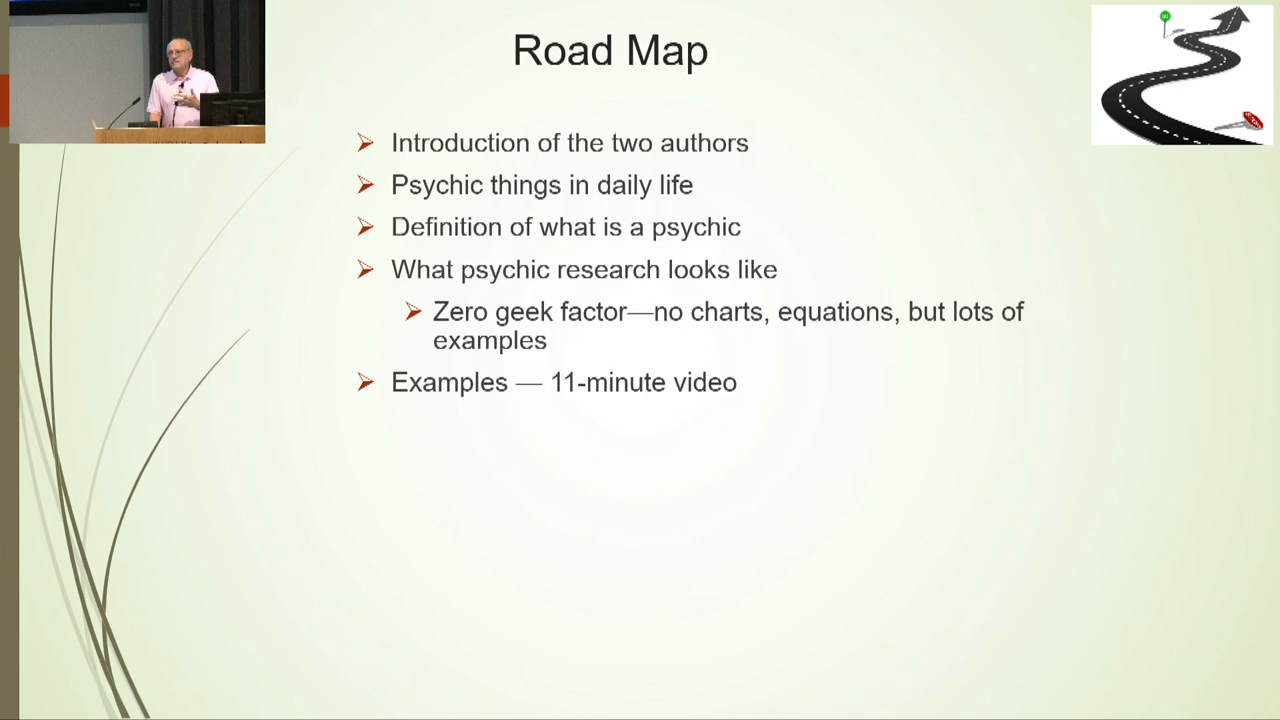 Road Map
Introduction of the two authors
Psychic things in daily life
Definition of what is a psychic
What psychic research looks like
Zero geek factor—no charts, equations, but lots of
examples
Examples — 11-minute video